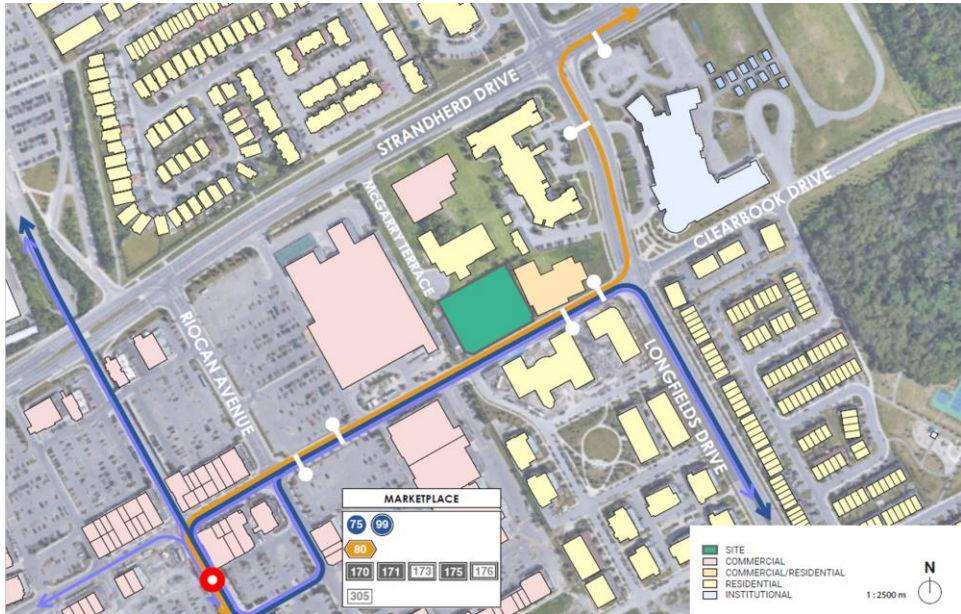 STRANDHERD DRIVE
McGARRY TERRACE
CLEARBOOK DRIVE
RIOCAN AVENUE
LONGFIELDS DRIVE
MARKETPLACE
75 99
80
170 171 173 175 176
305
SITE
COMMERCIAL
COMMERCIAL/RESIDENTIAL
RESIDENTIAL
INSTITUTIONAL
N
1 : 2500 m